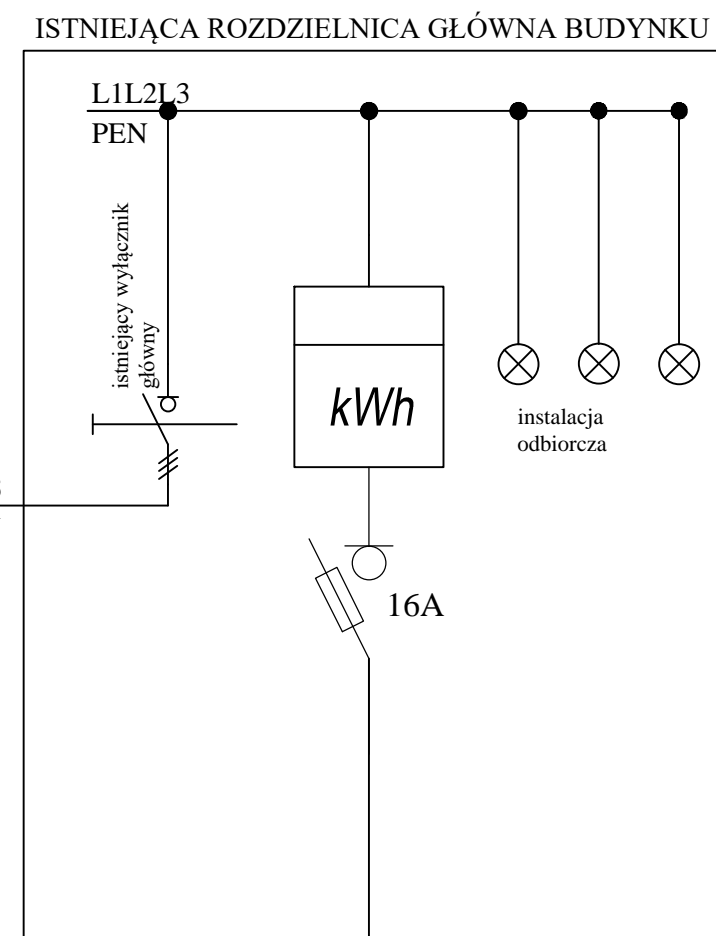 ISTNIEJĄCA ROZDZIELNICA GŁÓWNA BUDYNKU
L1L2L3
PEN
istniejący wyłącznik
główny
kWh
instalacja
odbiorcza
16A